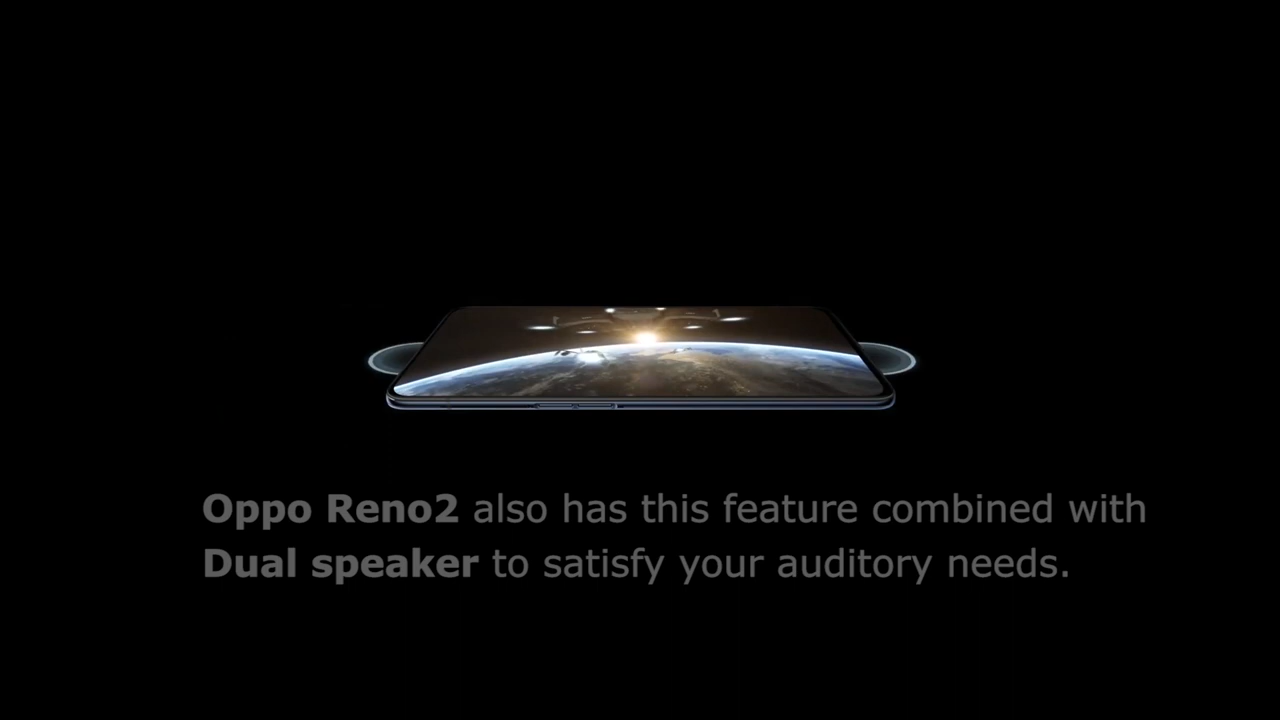 Oppo Reno2 also has this feature combined with
Dual speaker to satisfy your auditory needs.